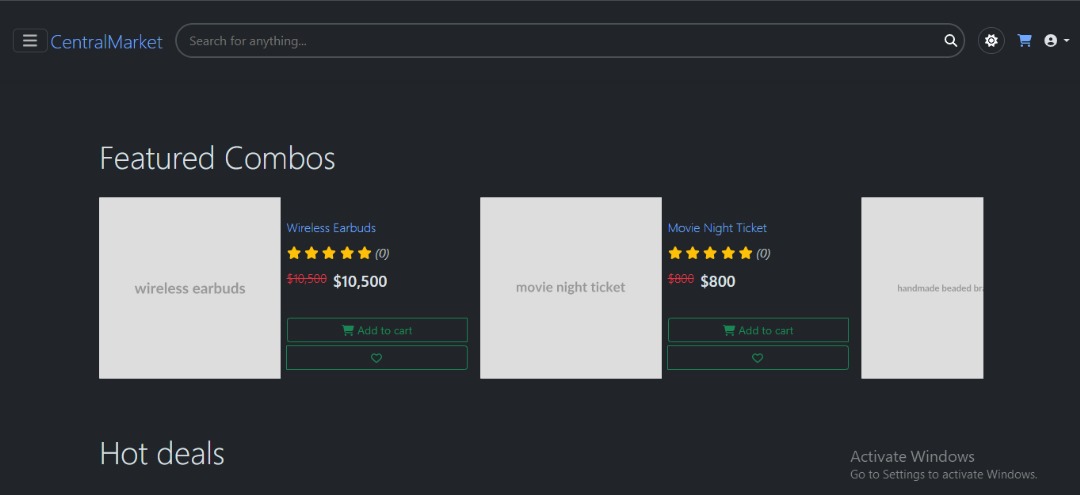 CentralMarket
Search for anything...
Featured Combos
wireless earbuds
Wireless Earbuds
(0)
$10,500 $10,500
Add to cart
movie night ticket
Movie Night Ticket
(0)
$800 $800
Add to cart
handmade beaded
Hot deals
Activate Windows
Go to Settings to activate Windows.